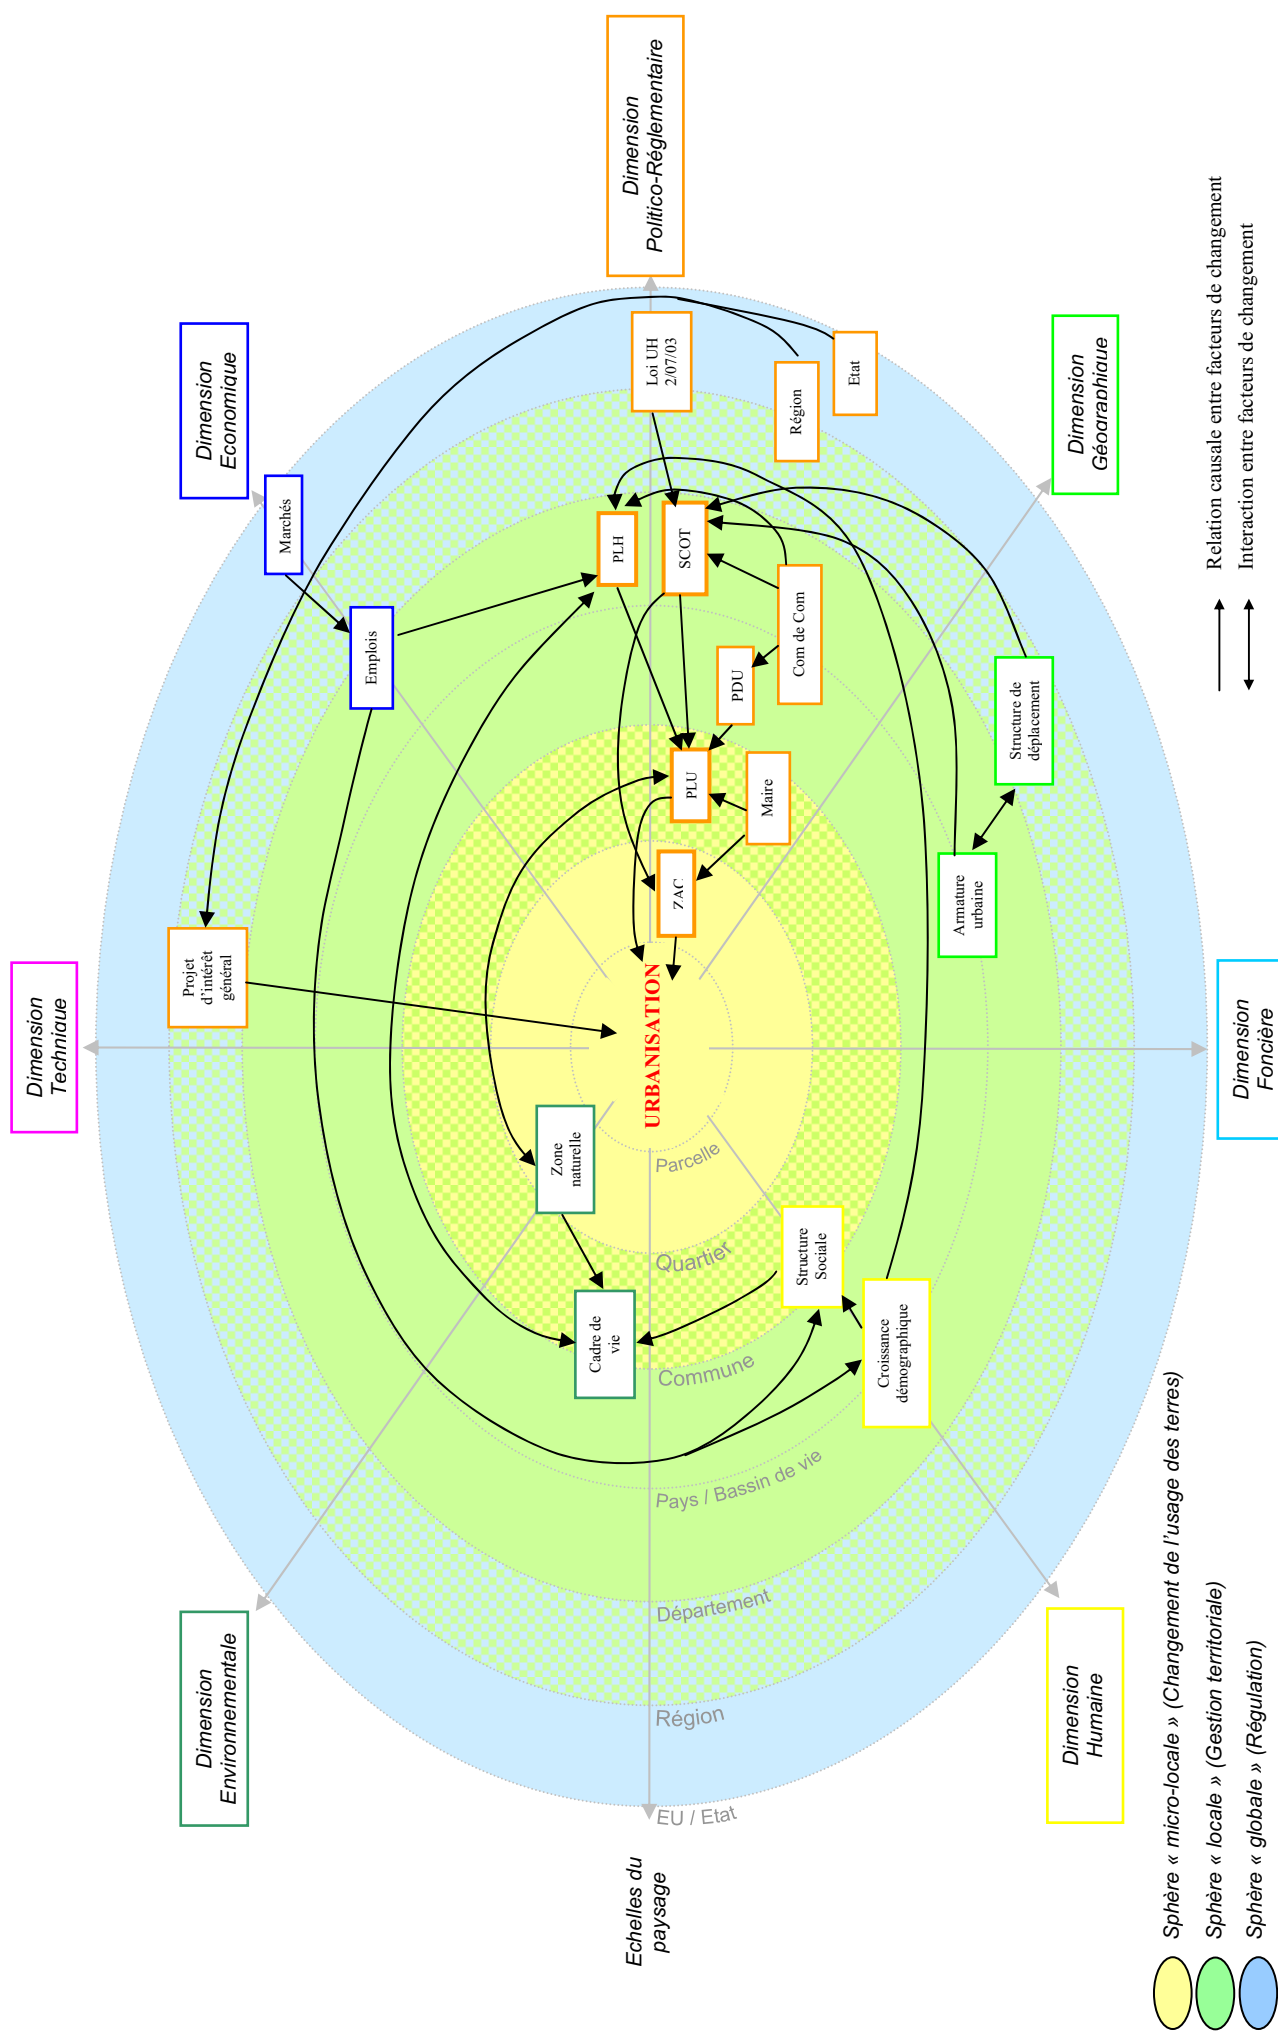 Dimension
Technique
Dimension
Environnementale
Projet
d'intérêt
général
Dimension
Economique
Marchés
Emplois
Zone
naturelle
Cadre de
vie
PLH
Echelles du
paysage
EU / Etat
Région
Département
Pays / Bassin de vie
Commune
Quartier
Parcelle
URBANISATION
ZAC
PLU
SCOT
Loi UH
2/07/03
Dimension
Politico-Réglementaire
PDU
Maire
Com de Com
Région
Etat
Structure
Sociale
Croissance
démographique
Armature
urbaine
Structure de
déplacement
Dimension
Humaine
Dimension
Géoaraphique
Dimension
Foncière
Sphère « micro-locale » (Changement de l'usage des terres)
Sphère « locale » (Gestion territoriale)
Sphère « globale » (Régulation)
Relation causale entre facteurs de changement
Interaction entre facteurs de changement